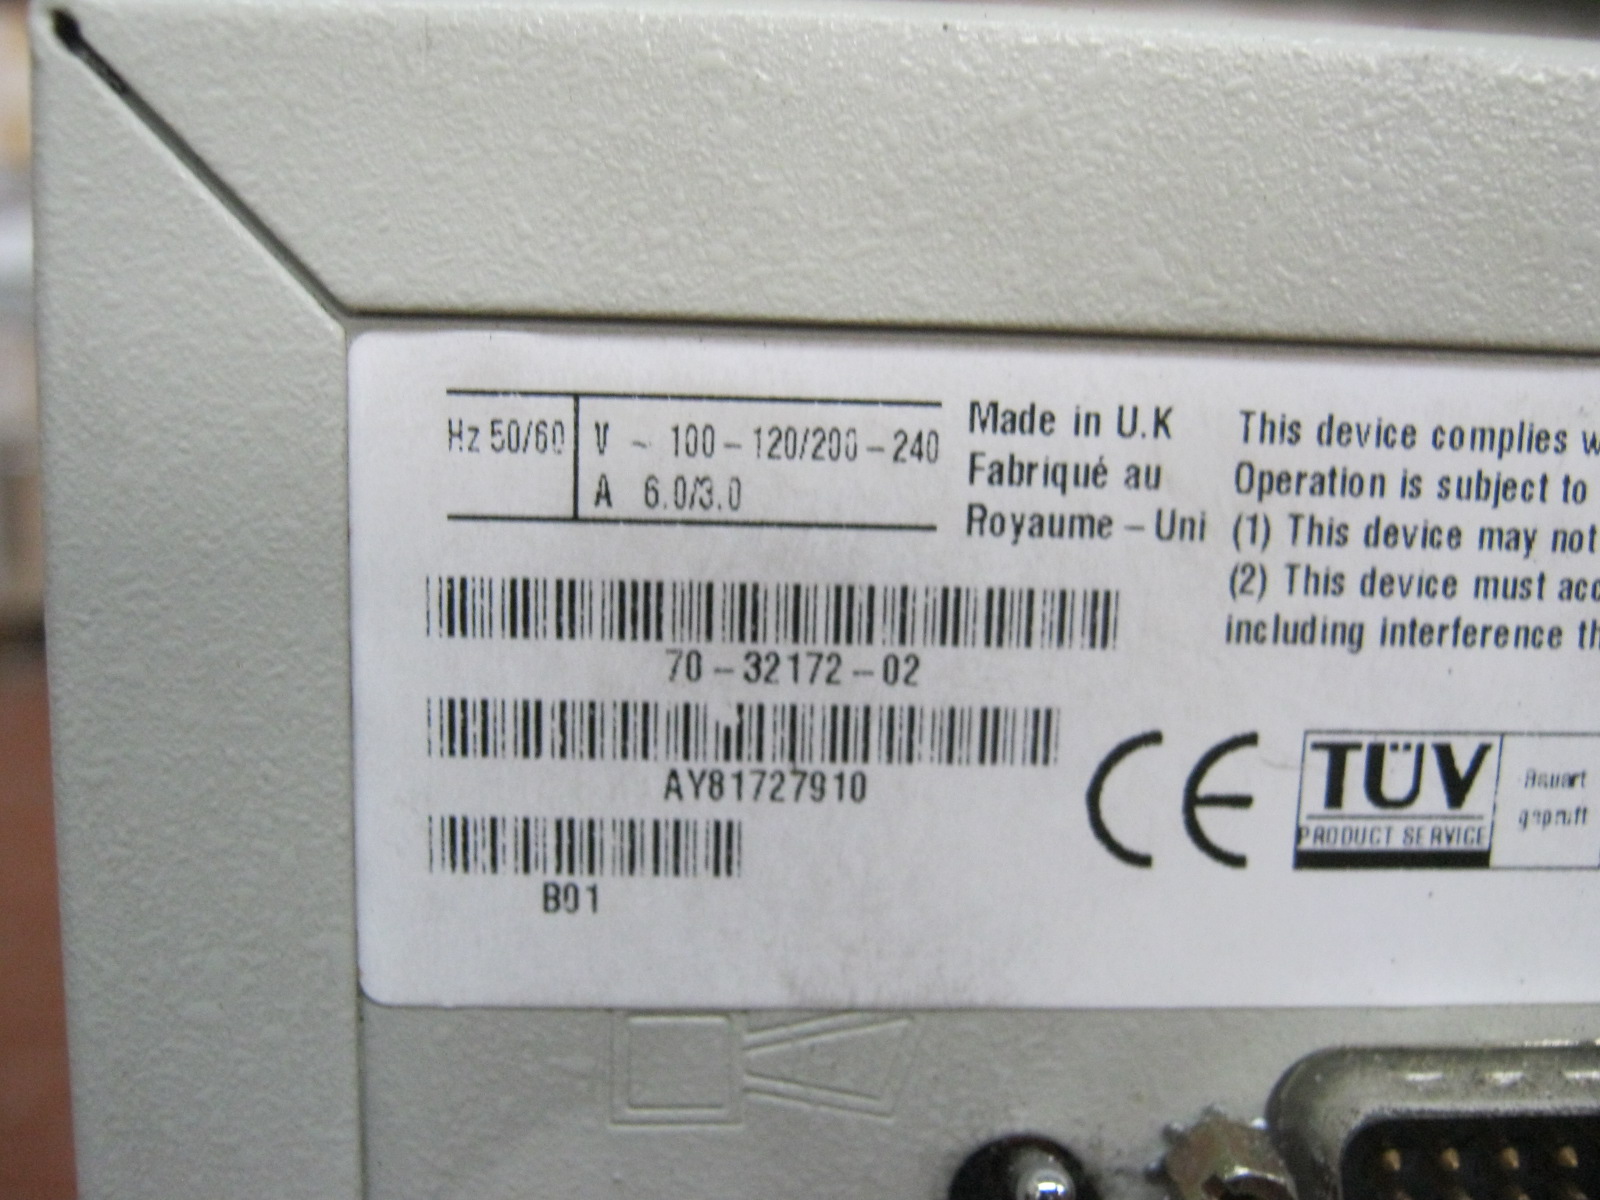 Hz 50/60
V ~ 100-120/200-240
A 6.0/3.0
Made in U.K
Fabriqué au
Royaume-Uni
This device complies
Operation is subject to
(1) This device may not
(2) This device must
including interference
70-32172-02
AY81727910
B01
CE
TÜV
PRODUCT SERVICE
Bauart
geprüft